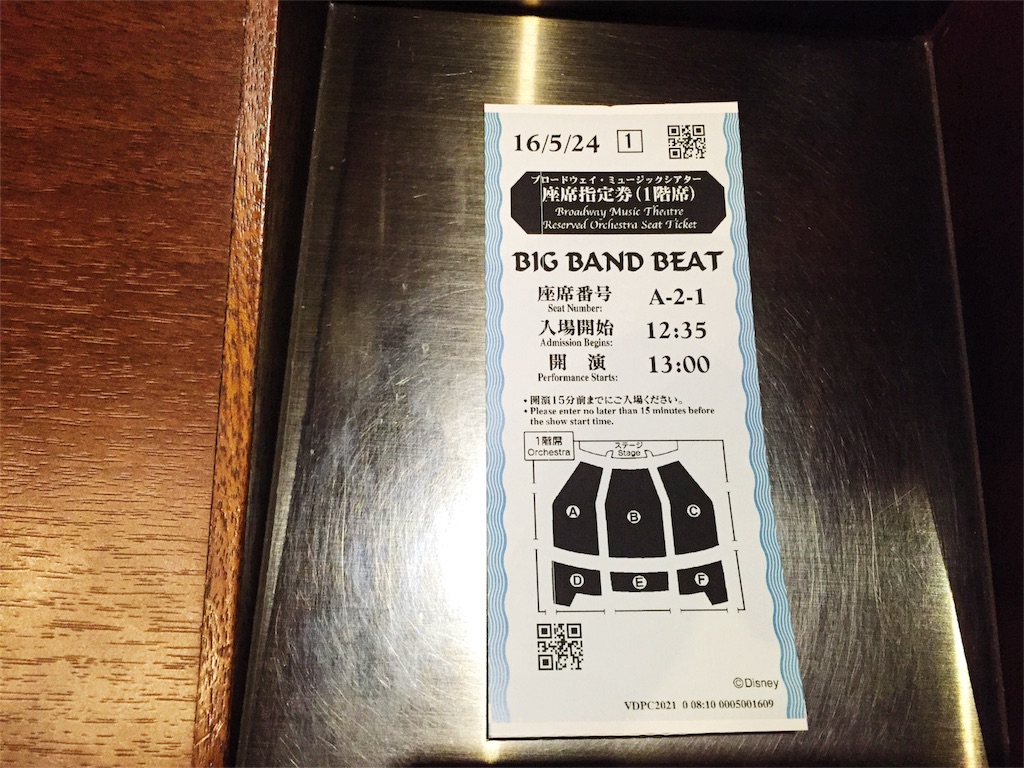 16/5/24 1
ブロードウェイ・ミュージックシアター
座席指定券(1階席)
Broadway Music Theatre
Reserved Orchestra Seat Ticket
BIG BAND BEAT
座席番号 A-2-1
Seat Number:
入場開始 12:35
Admission Begins:
開 演 13:00
Performance Starts:
・開演15分前までにご入場ください。
・Please enter no later than 15 minutes before
the show start time.
1階席
Orchestra
ステージ
Stage
A B C
D E F
©Disney
VDPC2021 0 08:10 0005001609